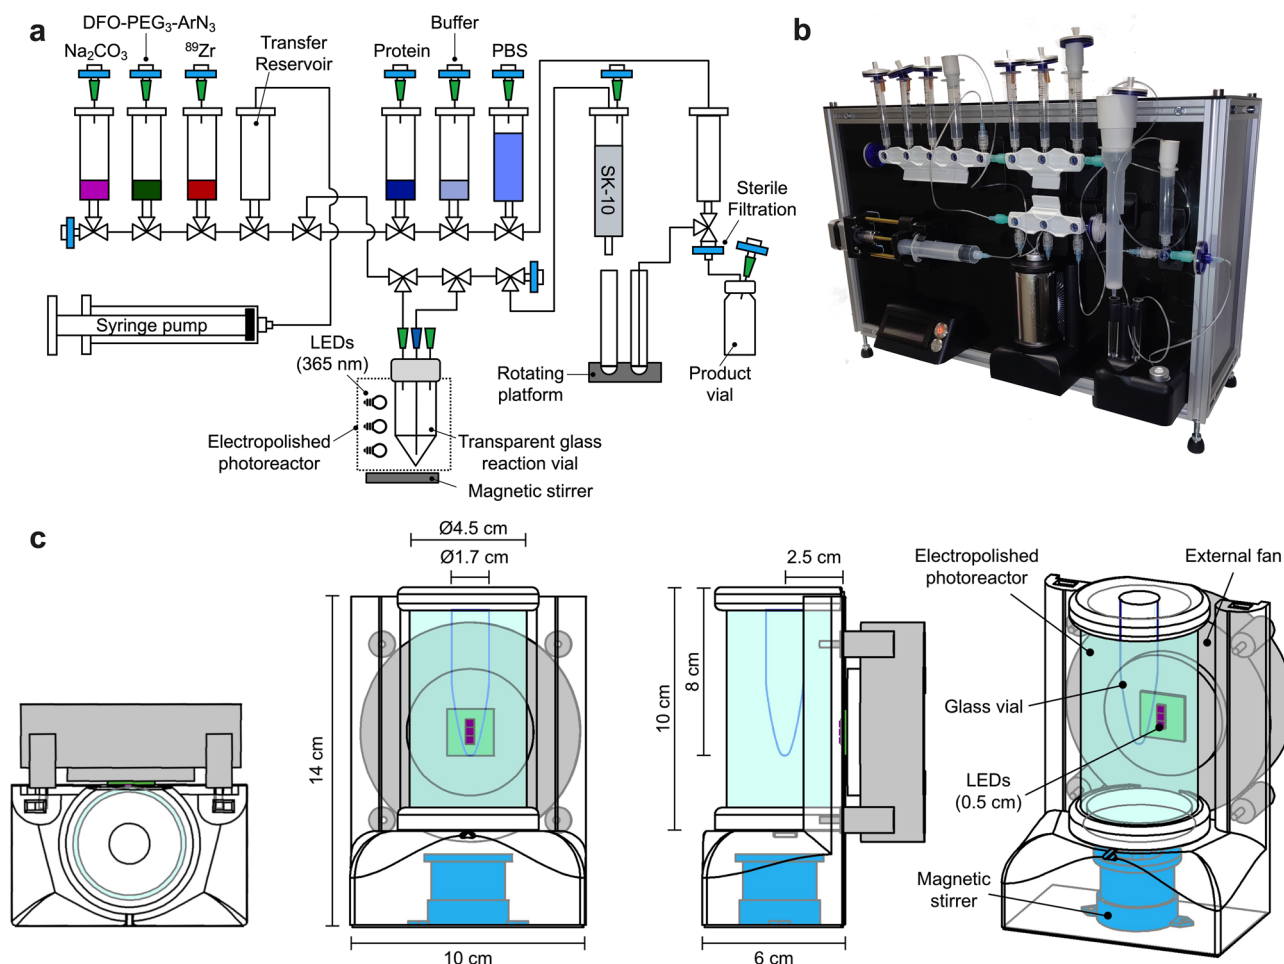 a
DFO-PEG₃-ArN₃
Na₂CO₃
⁸⁹Zr
Transfer
Reservoir
Protein
Buffer
PBS
SK-10
Sterile
Filtration
Syringe pump
LEDs
(365 nm)
Electropolished
photoreactor
Transparent glass
reaction vial
Magnetic stirrer
Rotating
platform
Product
vial
b
c
Ø4.5 cm
Ø1.7 cm
14 cm
10 cm
2.5 cm
10 cm
8 cm
6 cm
Electropolished
photoreactor
External fan
Glass vial
LEDs
(0.5 cm)
Magnetic
stirrer